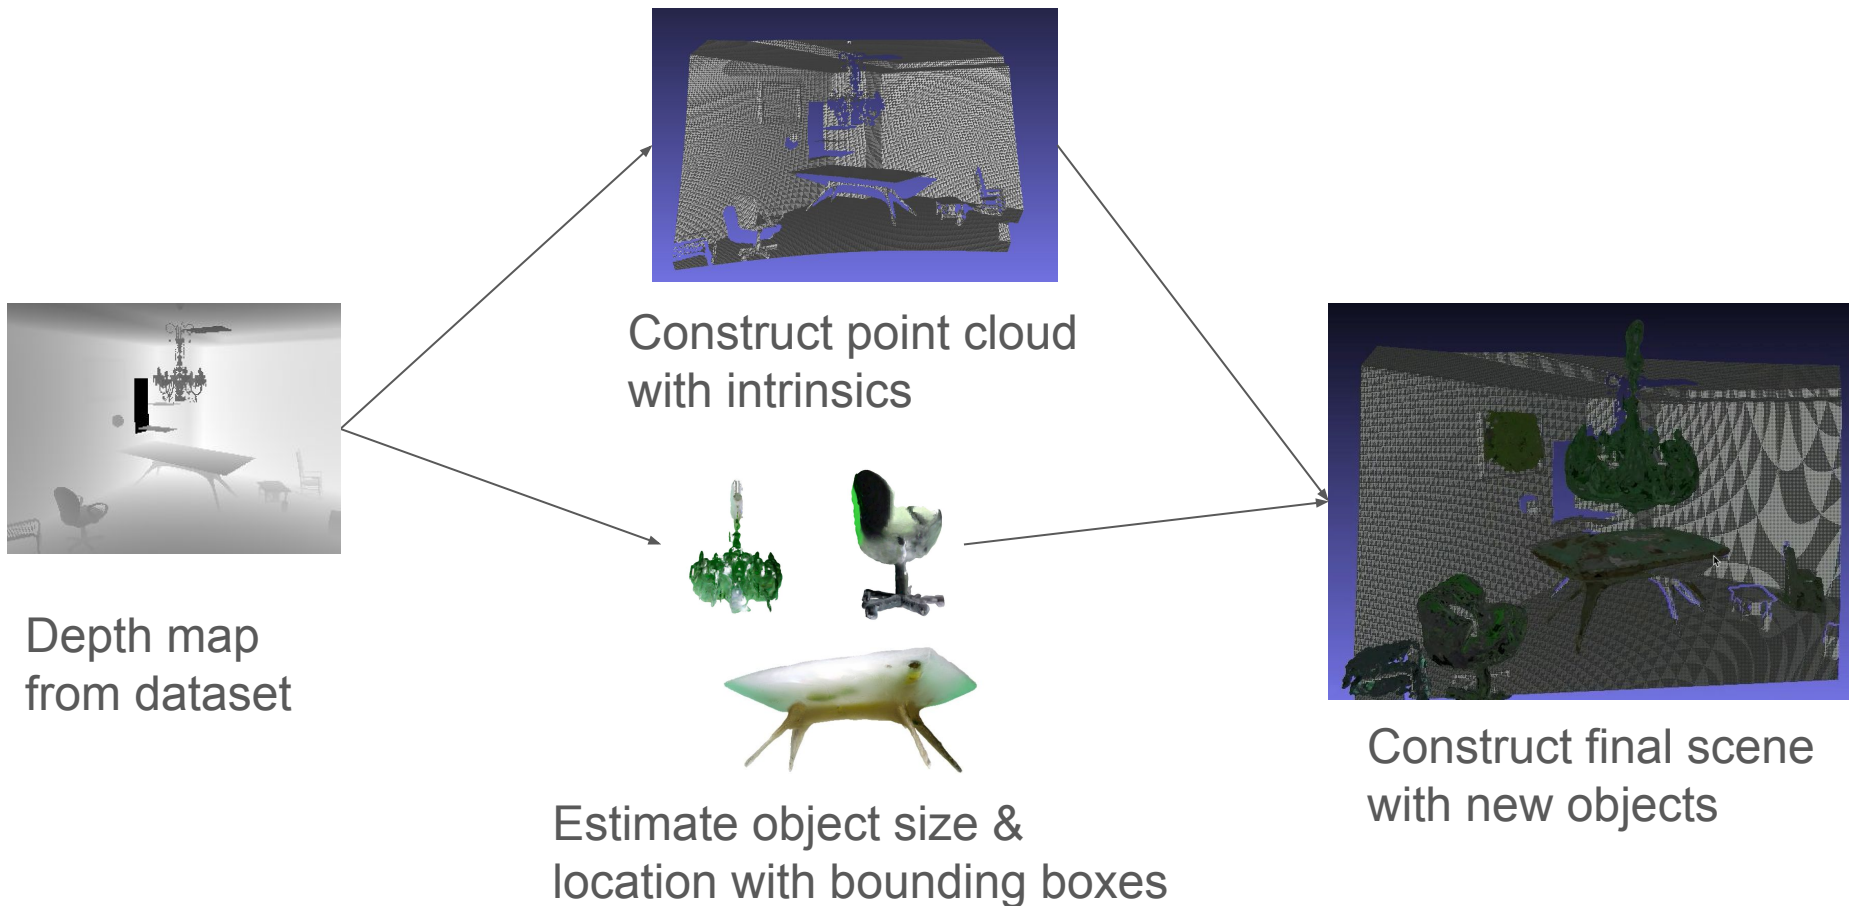 Depth map
from dataset
Construct point cloud
with intrinsics
Estimate object size &
location with bounding boxes
Construct final scene
with new objects